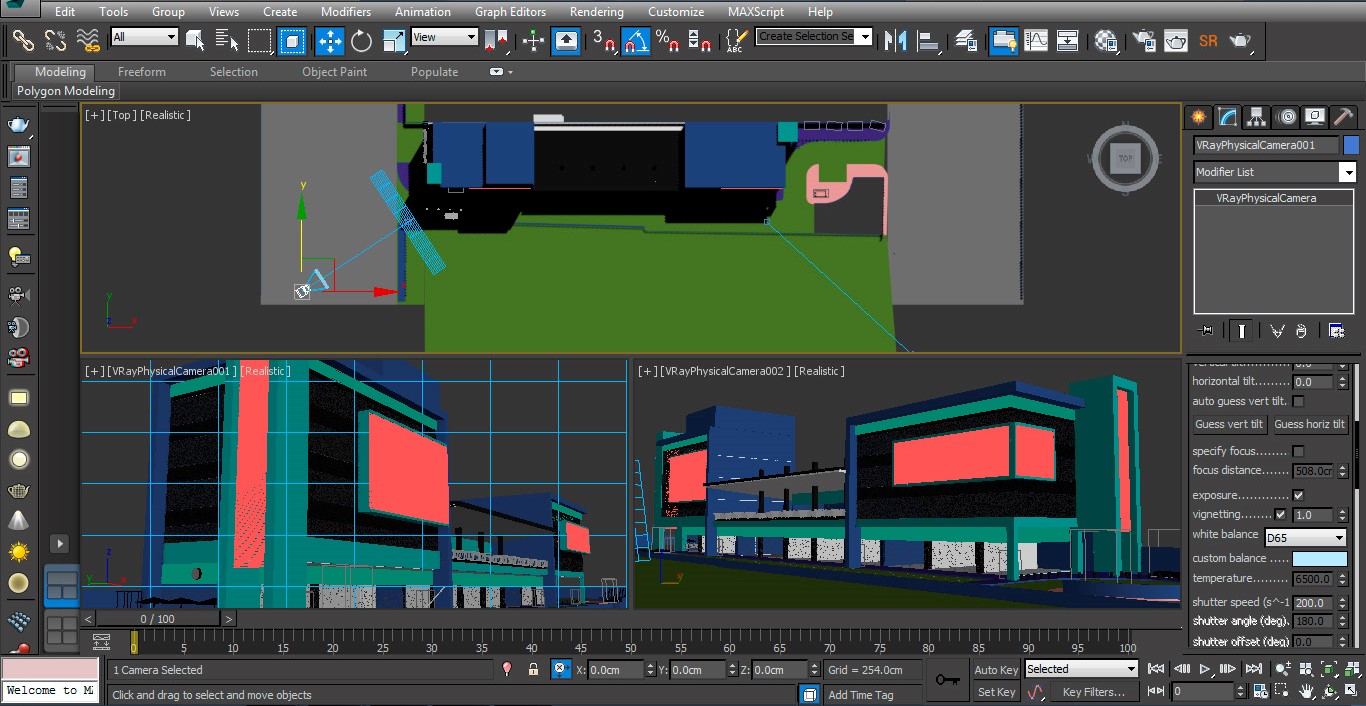 Edit Tools Group Views Create Modifiers Animation Graph Editors Rendering Customize MAXScript Help
All View 3 % ABC Create Selection Se SR
Modeling Freeform Selection Object Paint Populate
Polygon Modeling
[+] [Top] [Realistic]
y
y
x
z
N
W
TOP
VRayPhysicalCamera001
Modifier List
VRayPhysicalCamera
[+] [VRayPhysicalCamera001] [Realistic]
z
y
x
[+] [VRayPhysicalCamera002] [Realistic]
y
horizontal tilt......... 0.0
auto guess vert tilt.
Guess vert tilt Guess horiz tilt
specify focus.......
focus distance...... 508.0cr
exposure............
vignetting....... 1.0
white balance D65
custom balance .....
temperature......... 6500.0
shutter speed (s^-1 200.0
shutter angle (deg). 180.0
shutter offset (deg) 0.0
< 0 / 100 >
0 5 10 15 20 25 30 35 40 45 50 55 60 65 70 75 80 85 90 95 100
1 Camera Selected X: 0.0cm Y: 0.0cm Z: 0.0cm Grid = 254.0cm Auto Key Selected
Welcome to MA Click and drag to select and move objects Add Time Tag Set Key Key Filters... 0